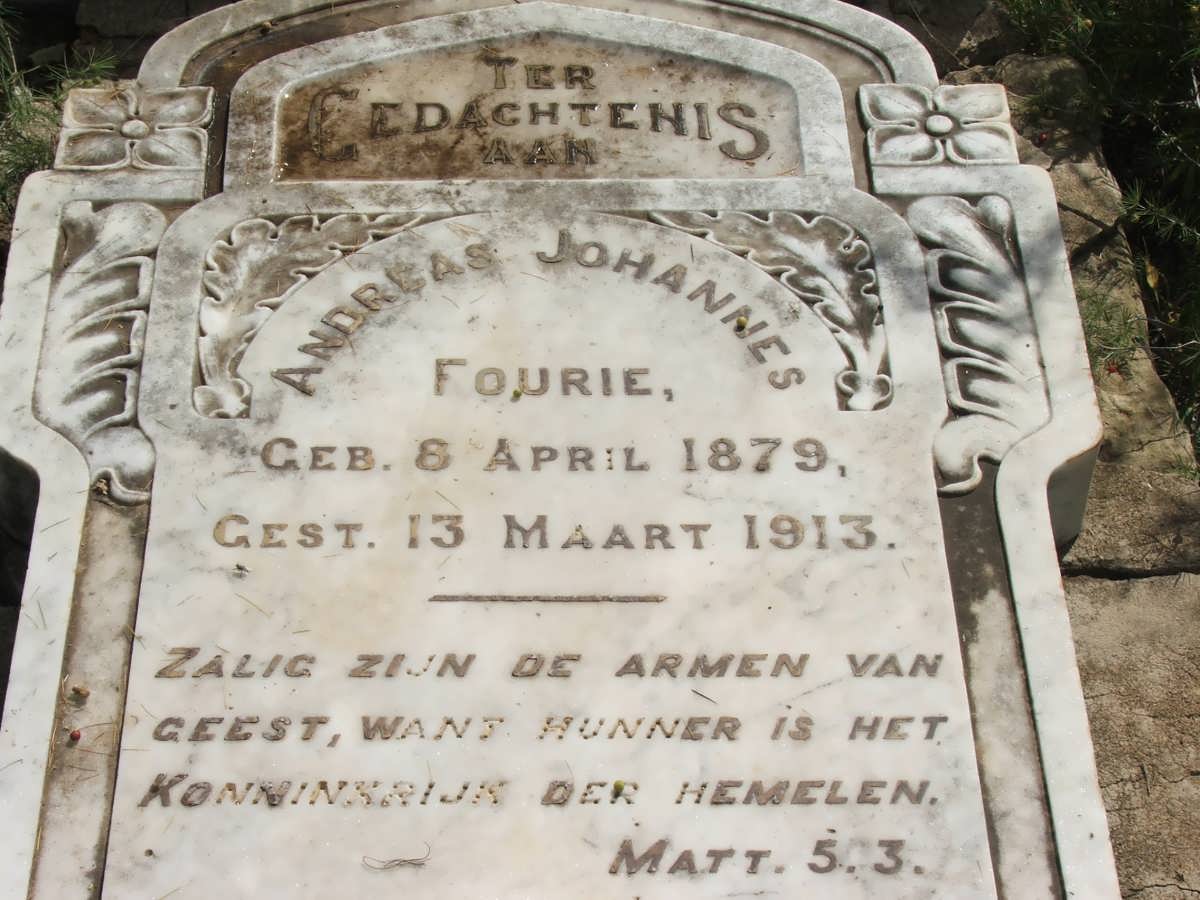 TER
GEDACHTENIS
AAN
ANDREAS JOHANNES
FOURIE,
GEB. 8 APRIL 1879,
GEST. 13 MAART 1913.
ZALIG ZIJN DE ARMEN VAN
GEEST, WANT HUNNER IS HET
KONNINKRIJK DER HEMELEN.
MATT. 5:3.